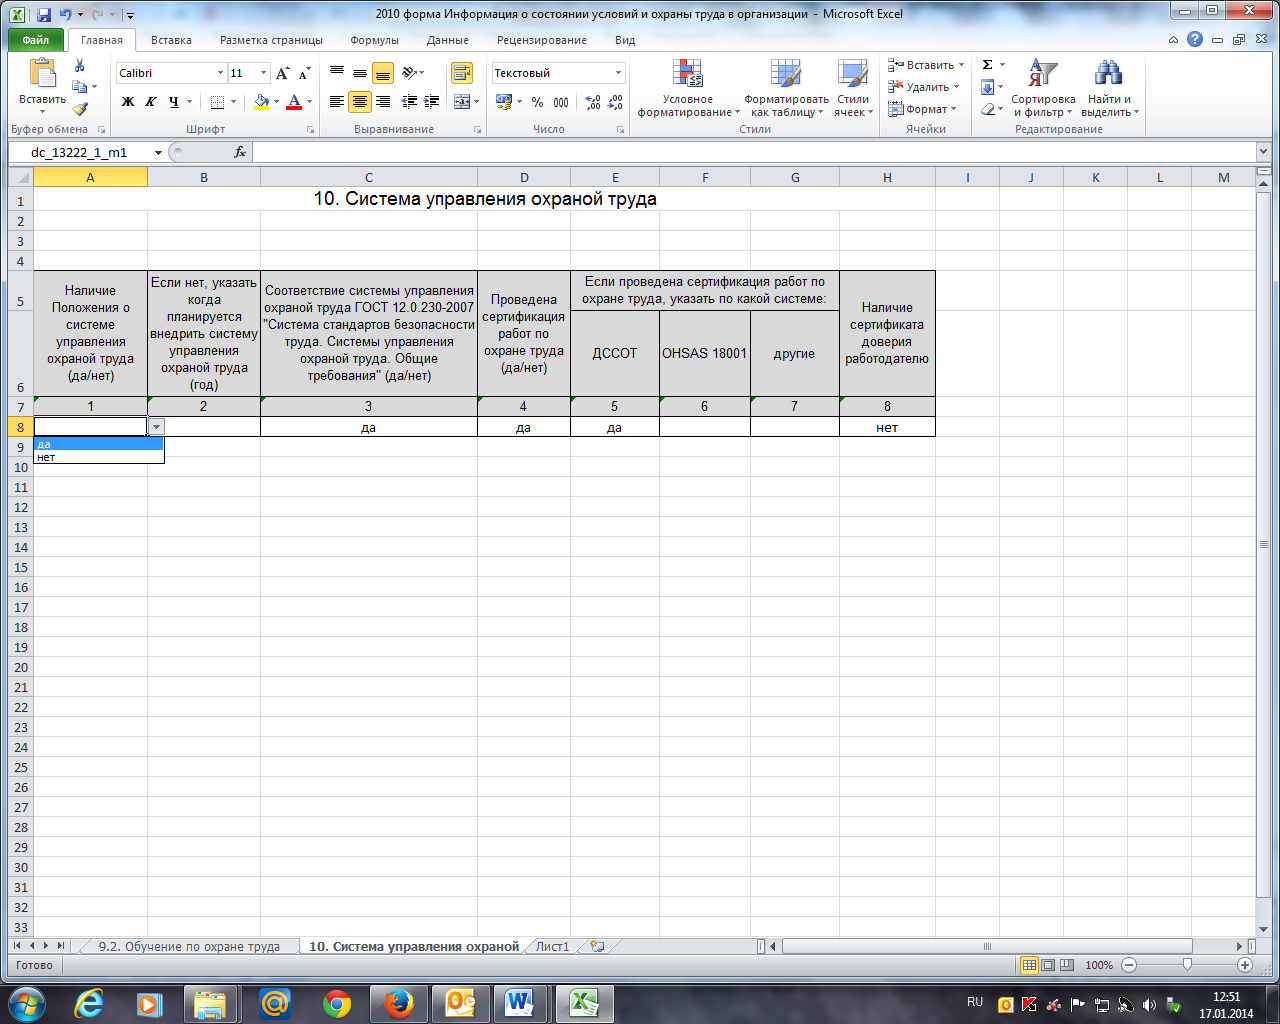 2010 форма Информация о состоянии условий и охраны труда в организации - Microsoft Excel
Файл Главная Вставка Разметка страницы Формулы Данные Рецензирование Вид
Вставить
Буфер обмена
Calibri 11
Ж К Ч
Шрифт
Выравнивание
Текстовый
% 000
Число
Условное форматирование
Форматировать как таблицу
Стили ячеек
Стили
Вставить
Удалить
Формат
Ячейки
Σ
Сортировка и фильтр
Найти и выделить
Редактирование
dc_13222_1_m1 fx
A B C D E F G H I J K L M
1 10. Система управления охраной труда
2
3
4
5
6
Наличие
Положения о
системе
управления
охраной труда
(да/нет)
Если нет, указать
когда
планируется
внедрить систему
управления
охраной труда
(год)
Соответствие системы управления
охраной труда ГОСТ 12.0.230-2007
"Система стандартов безопасности
труда. Системы управления
охраной труда. Общие
требования" (да/нет)
Проведена
сертификация
работ по
охране труда
(да/нет)
Если проведена сертификация работ по
охране труда, указать по какой системе:
ДССОТ OHSAS 18001 другие
Наличие
сертификата
доверия
работодателю
7 1 2 3 4 5 6 7 8
8 да да да нет
да
нет
9
10
11
12
13
14
15
16
17
18
19
20
21
22
23
24
25
26
27
28
29
30
31
32
33
9.2. Обучение по охране труда 10. Система управления охраной Лист1
Готово 100%
RU 12:51
17.01.2014